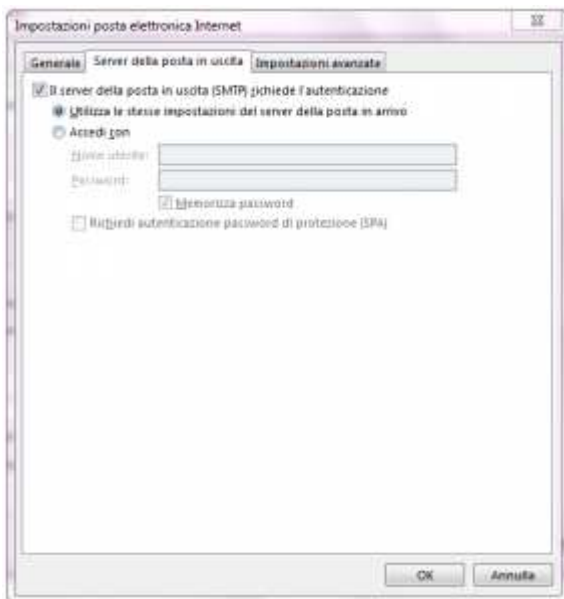 Impostazioni posta elettronica Internet
Generale Server della posta in uscita Impostazioni avanzate
Il server della posta in uscita (SMTP) richiede l'autenticazione
Utilizza le stesse impostazioni del server della posta in arrivo
Accedi con
Nome utente:
Password:
Memorizza password
Richiedi autenticazione password di protezione (SPA)
OK Annulla